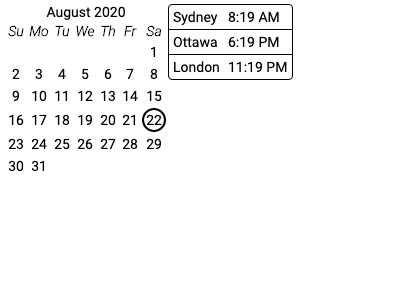 August 2020
Su Mo Tu We Th Fr Sa
1
2 3 4 5 6 7 8
9 10 11 12 13 14 15
16 17 18 19 20 21 22
23 24 25 26 27 28 29
30 31
Sydney 8:19 AM
Ottawa 6:19 PM
London 11:19 PM